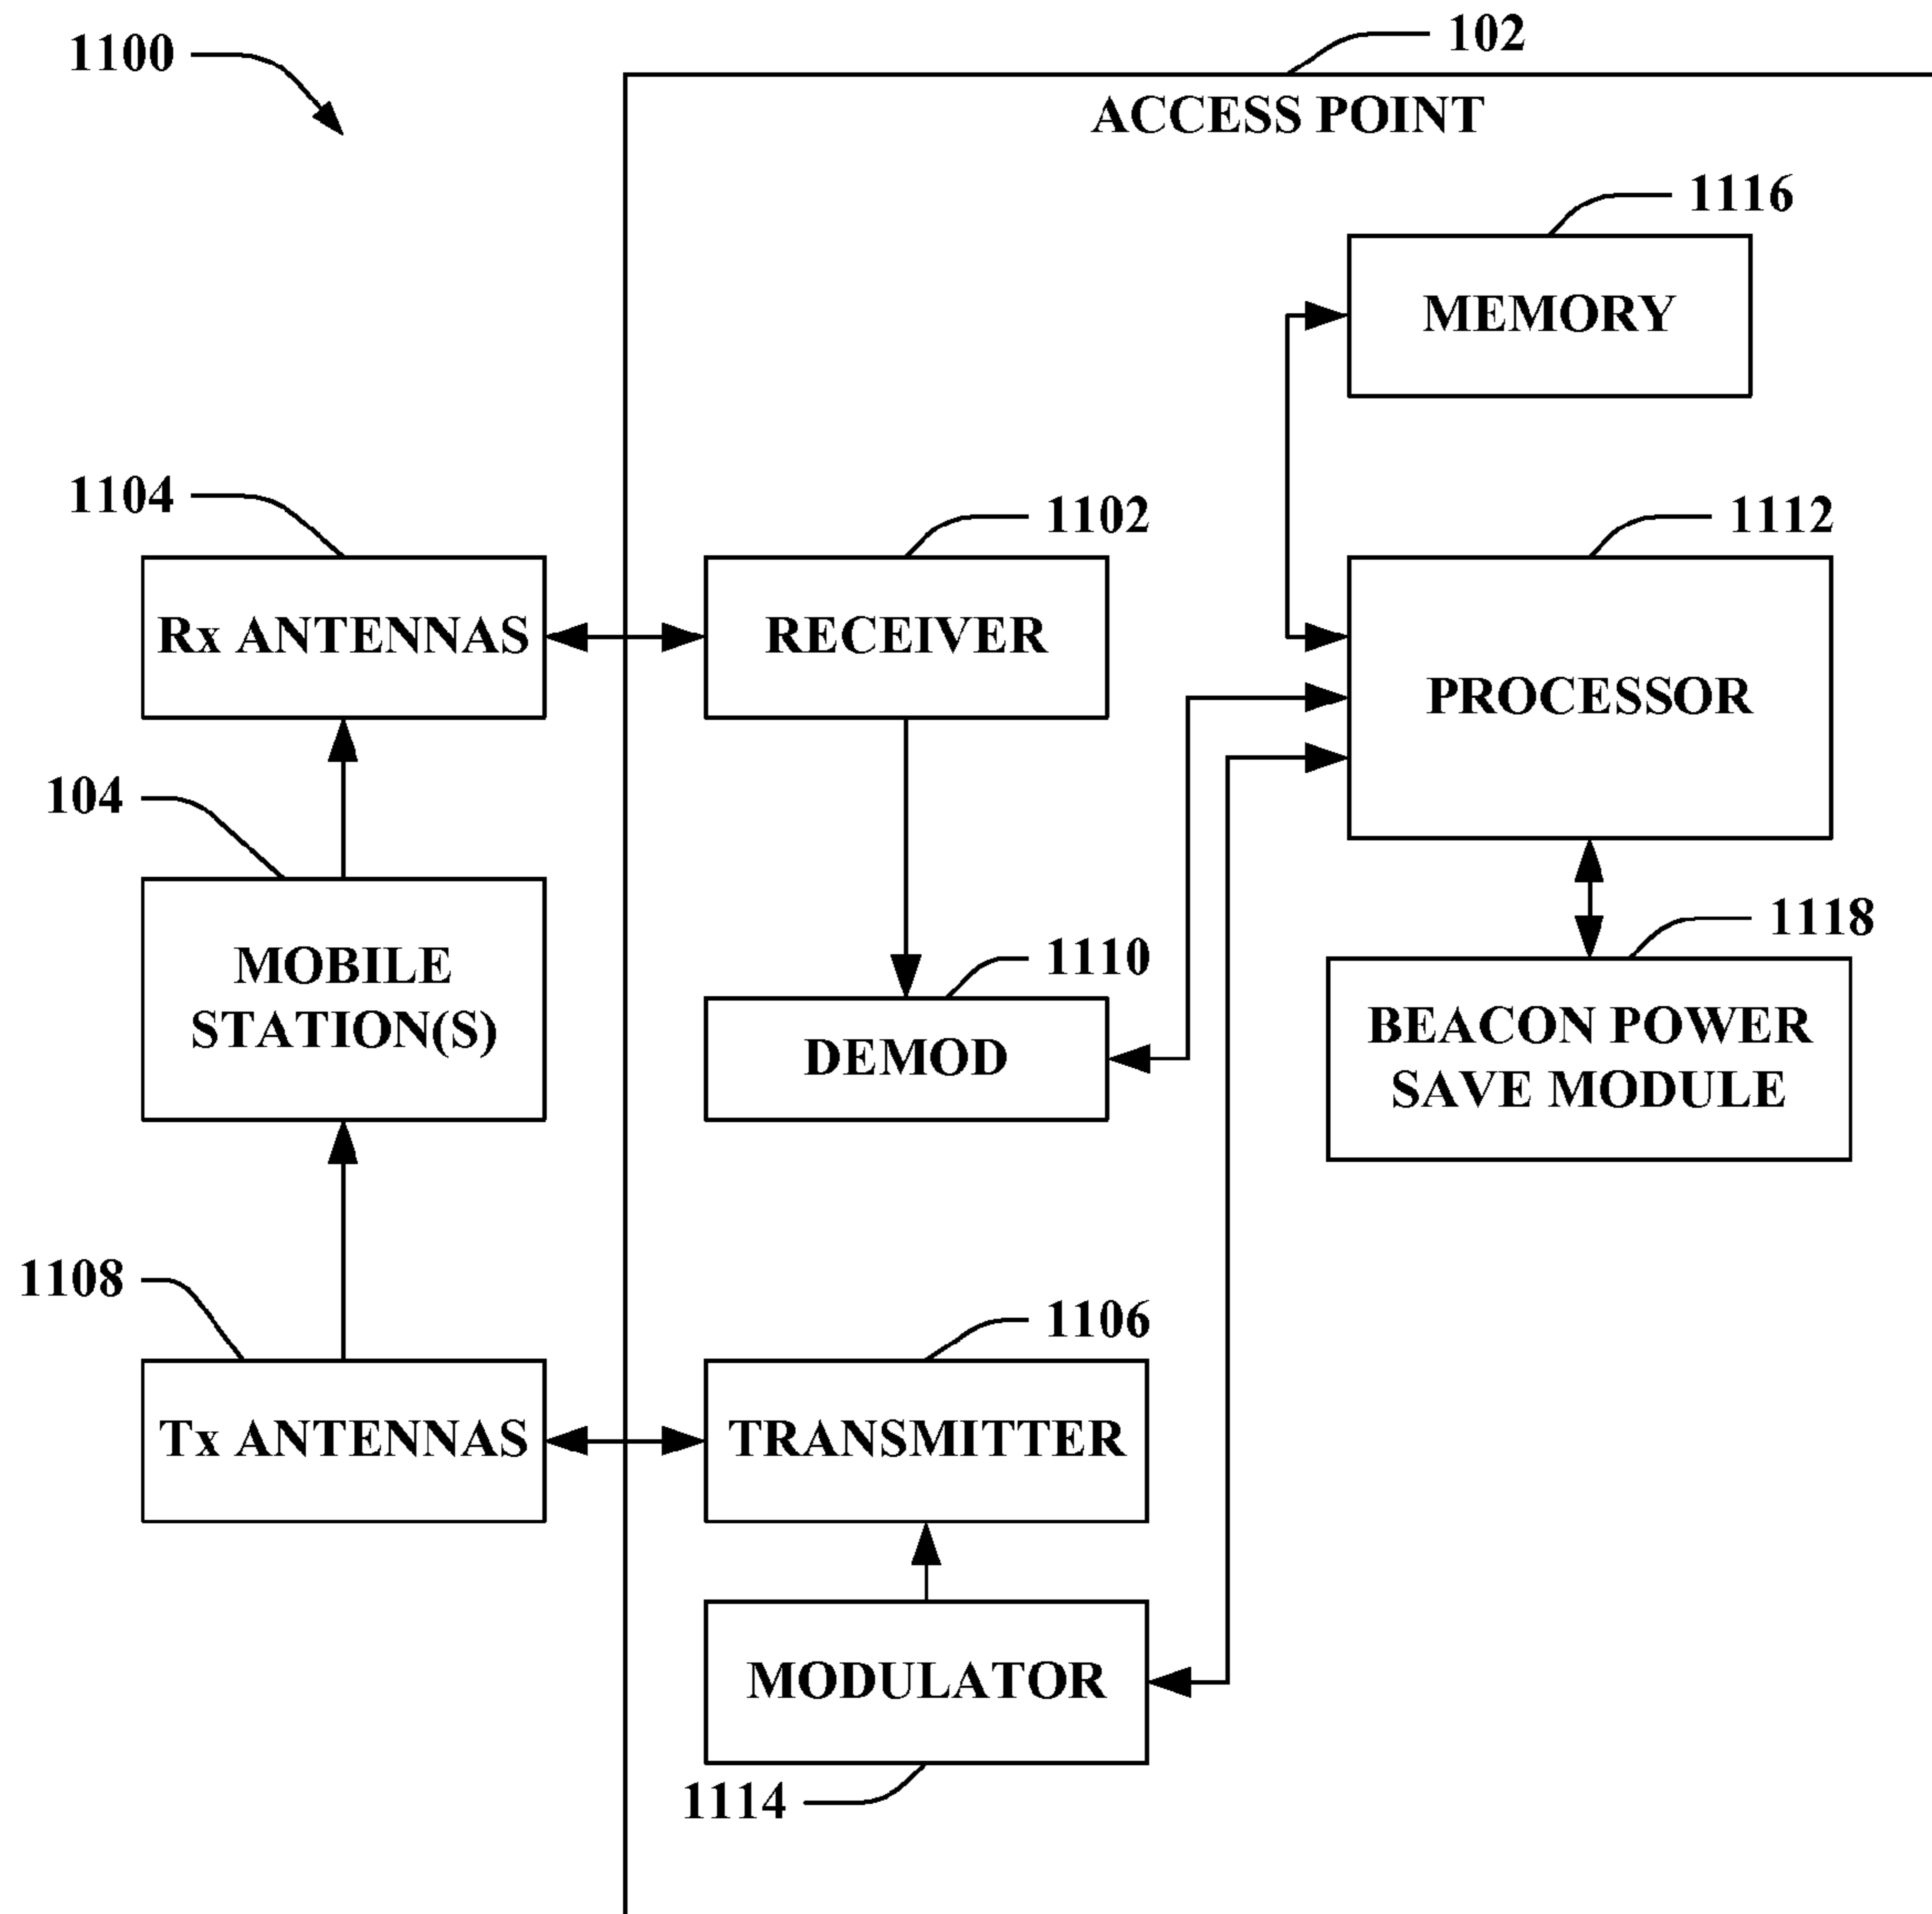 1100
102
ACCESS POINT
1116
MEMORY
1104
1102
1112
Rx ANTENNAS
RECEIVER
PROCESSOR
104
MOBILE
STATION(S)
1110
DEMOD
1118
BEACON POWER
SAVE MODULE
1108
1106
Tx ANTENNAS
TRANSMITTER
MODULATOR
1114